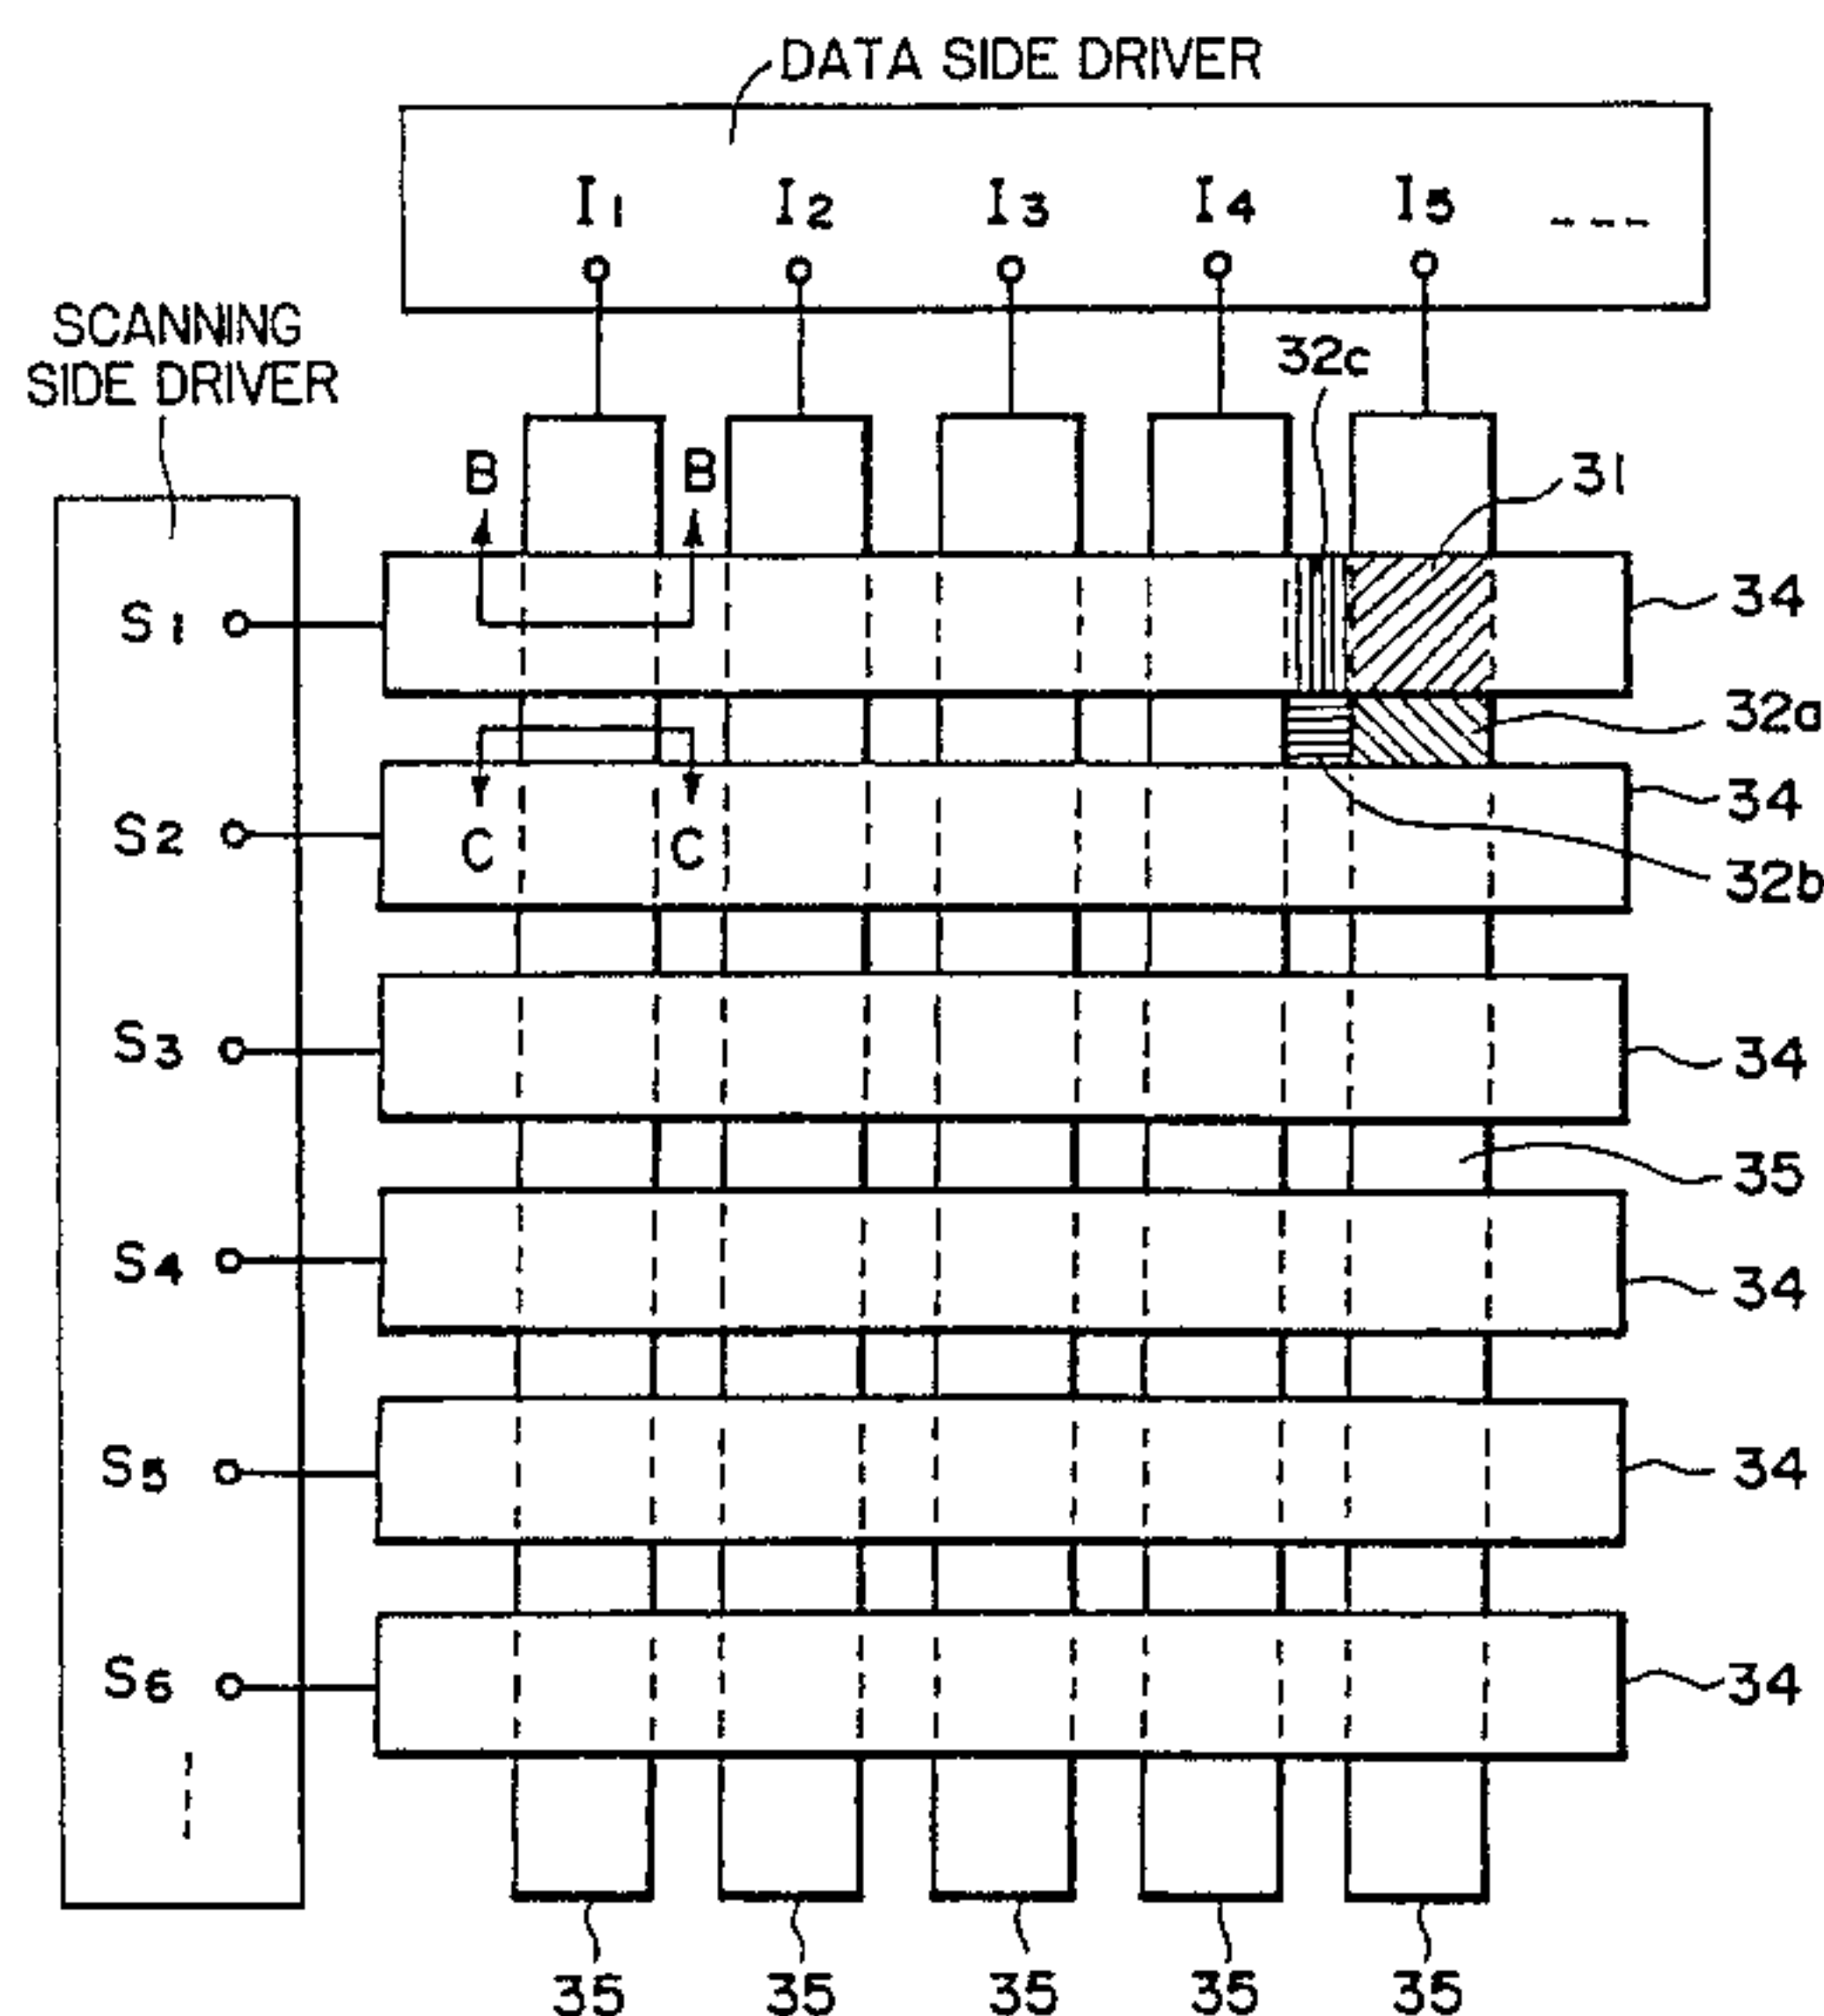 DATA SIDE DRIVER
I1 I2 I3 I4 I5 ----
SCANNING
SIDE DRIVER
32c
B B
31
S1
34
32a
34
S2
C C
32b
S3
34
35
S4
34
S5
34
S6
34
35 35 35 35 35